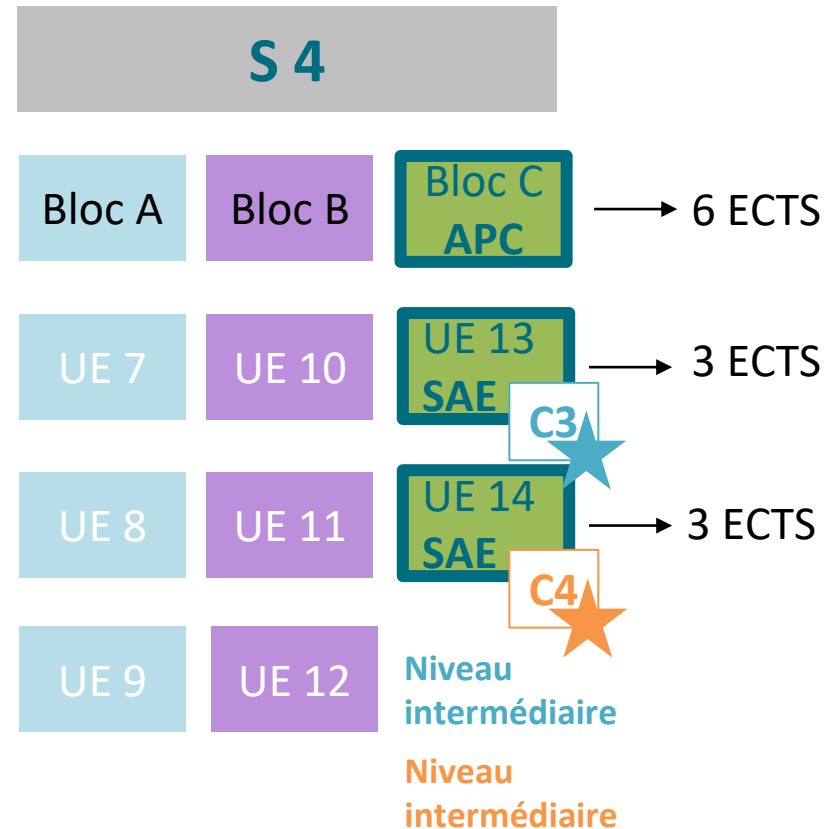 S 4
Bloc A
Bloc B
Bloc C
APC
6 ECTS
UE 7
UE 10
UE 13
SAE
C3
3 ECTS
UE 8
UE 11
UE 14
SAE
C4
3 ECTS
UE 9
UE 12
Niveau
intermédiaire
Niveau
intermédiaire